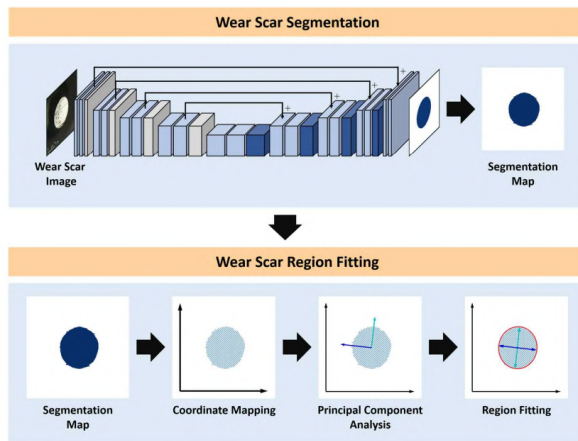 Wear Scar Segmentation
+
+
+
+
Wear Scar
Image
Segmentation
Map
Wear Scar Region Fitting
Segmentation
Map
Coordinate Mapping
Principal Component
Analysis
Region Fitting